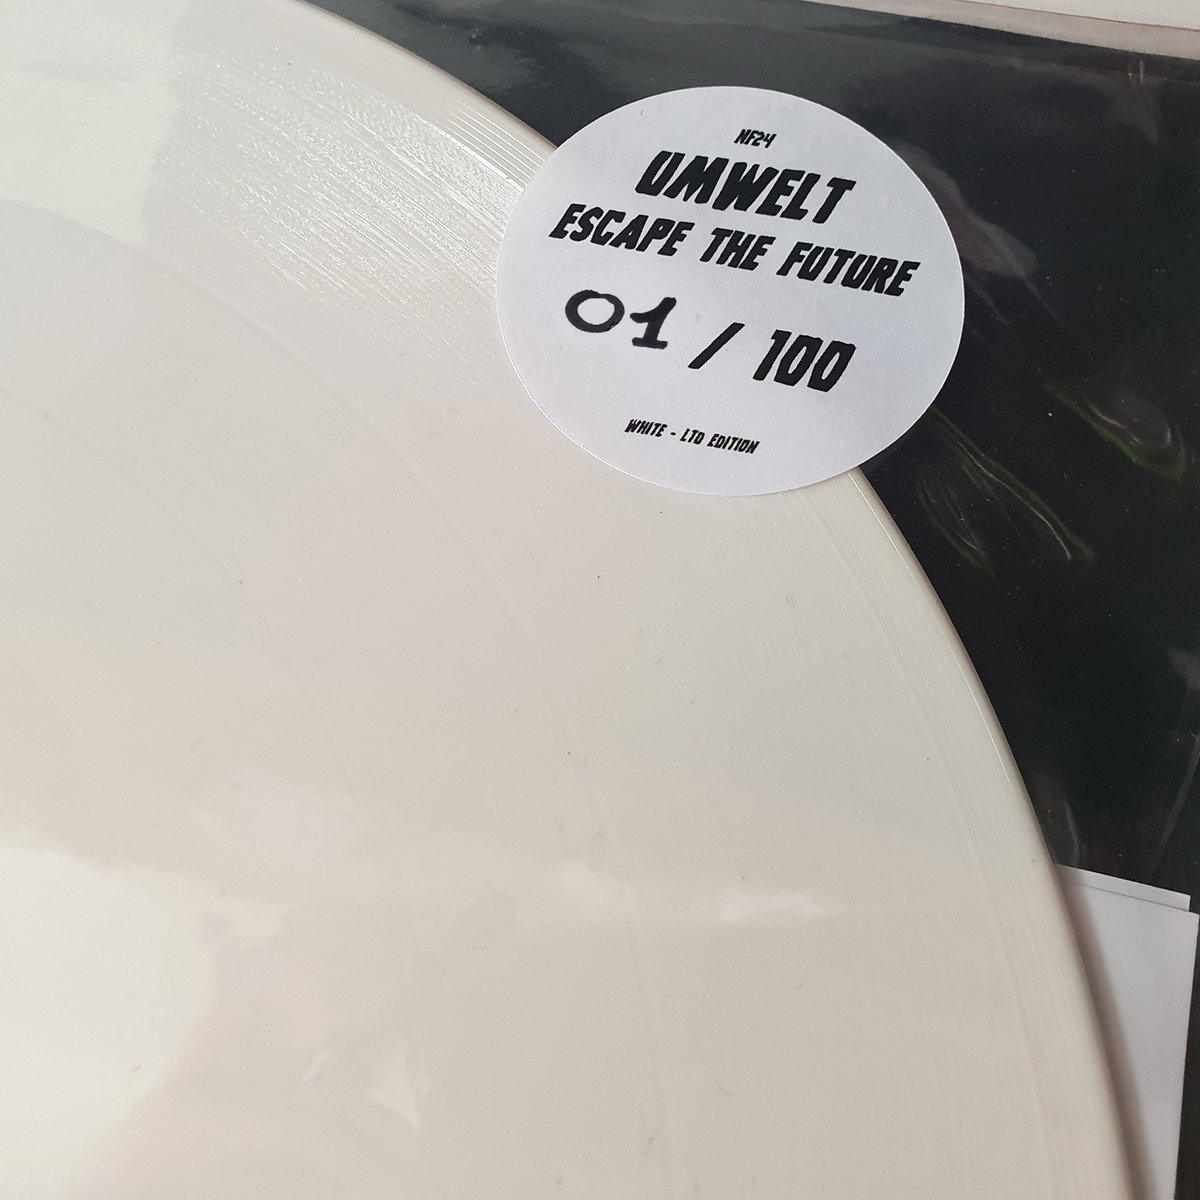 NF24
UMWELT
ESCAPE THE FUTURE
01 / 100
WHITE - LTD EDITION